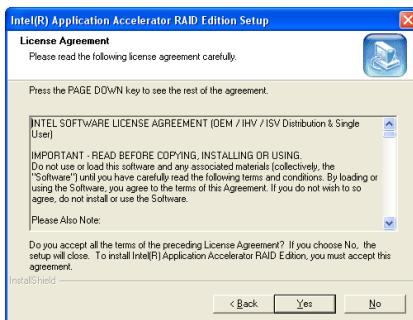 Intel(R) Application Accelerator RAID Edition Setup
License Agreement
Please read the following license agreement carefully.
Press the PAGE DOWN key to see the rest of the agreement.
INTEL SOFTWARE LICENSE AGREEMENT (OEM / IHV / ISV Distribution & Single
User)
IMPORTANT - READ BEFORE COPYING, INSTALLING OR USING.
Do not use or load this software and any associated materials (collectively, the
"Software") until you have carefully read the following terms and conditions. By loading or
using the Software, you agree to the terms of this Agreement. If you do not wish to so
agree, do not install or use the Software.
Please Also Note:
Do you accept all the terms of the preceding License Agreement? If you choose No, the
setup will close. To install Intel(R) Application Accelerator RAID Edition, you must accept this
agreement.
InstallShield
< Back Yes No